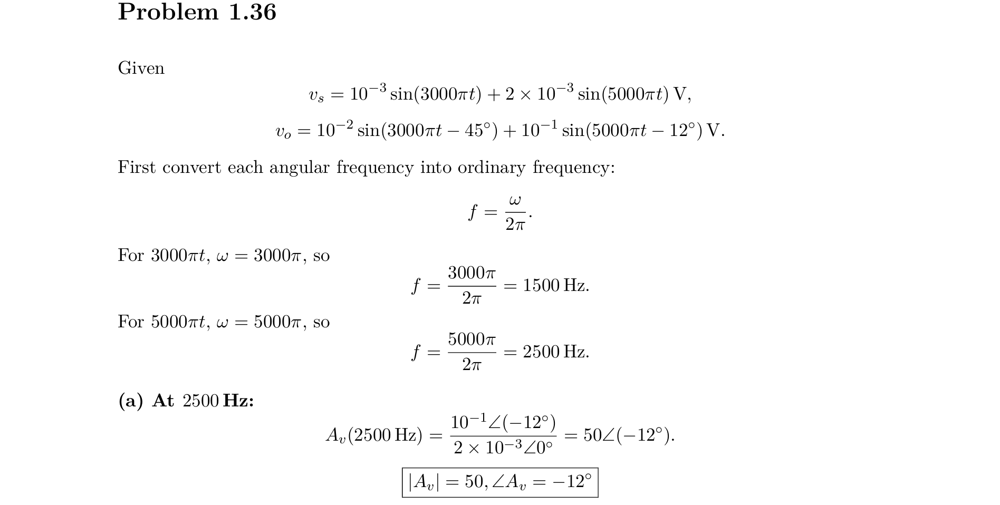 Problem 1.36
Given
$v_s = 10^{-3} \sin(3000\pi t) + 2 \times 10^{-3} \sin(5000\pi t) \, \mathrm{V},$
$v_o = 10^{-2} \sin(3000\pi t - 45^\circ) + 10^{-1} \sin(5000\pi t - 12^\circ) \, \mathrm{V}.$
First convert each angular frequency into ordinary frequency:
$f = \frac{\omega}{2\pi}.$
For $3000\pi t$, $\omega = 3000\pi$, so
$f = \frac{3000\pi}{2\pi} = 1500 \, \mathrm{Hz}.$
For $5000\pi t$, $\omega = 5000\pi$, so
$f = \frac{5000\pi}{2\pi} = 2500 \, \mathrm{Hz}.$
(a) At $2500$ Hz:
$A_v(2500 \, \mathrm{Hz}) = \frac{10^{-1} \angle (-12^\circ)}{2 \times 10^{-3} \angle 0^\circ} = 50 \angle (-12^\circ).$
$|A_v| = 50, \angle A_v = -12^\circ$